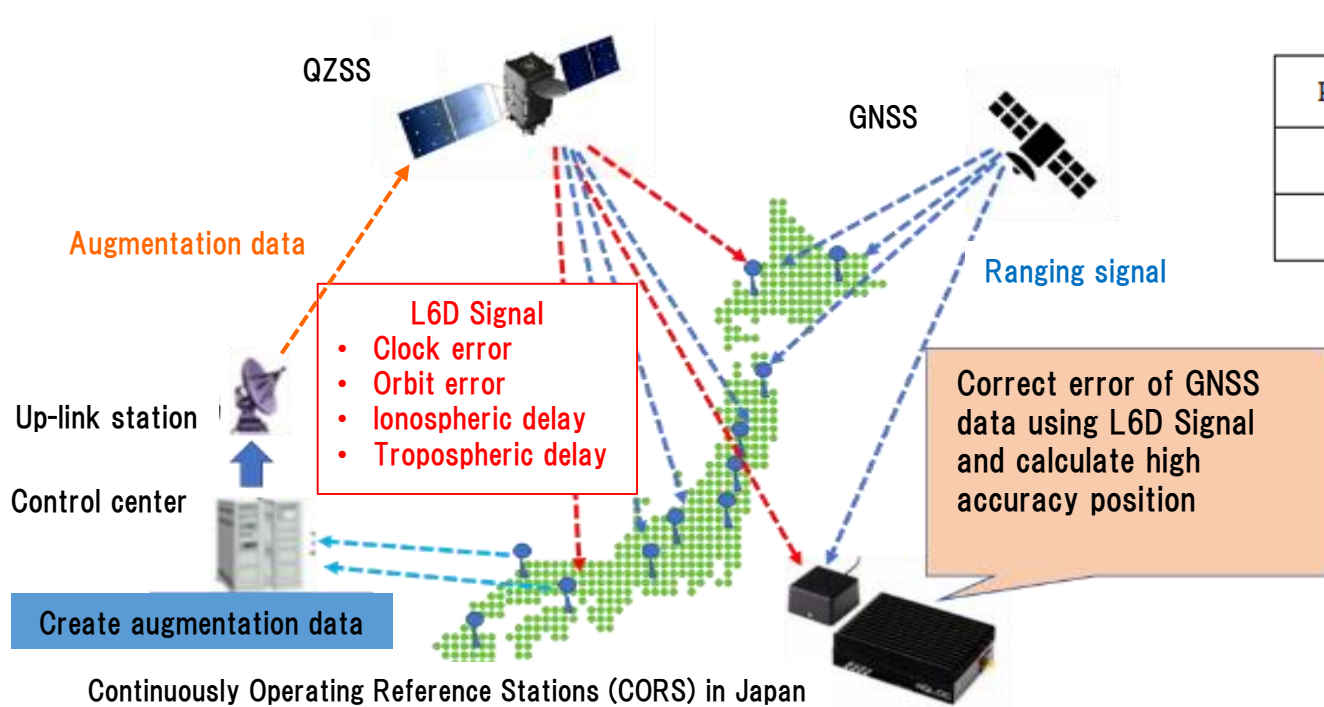 QZSS
GNSS
Augmentation data
Ranging signal
L6D Signal
• Clock error
• Orbit error
• Ionospheric delay
• Tropospheric delay
Up-link station
Control center
Correct error of GNSS
data using L6D Signal
and calculate high
accuracy position
Create augmentation data
Continuously Operating Reference Stations (CORS) in Japan